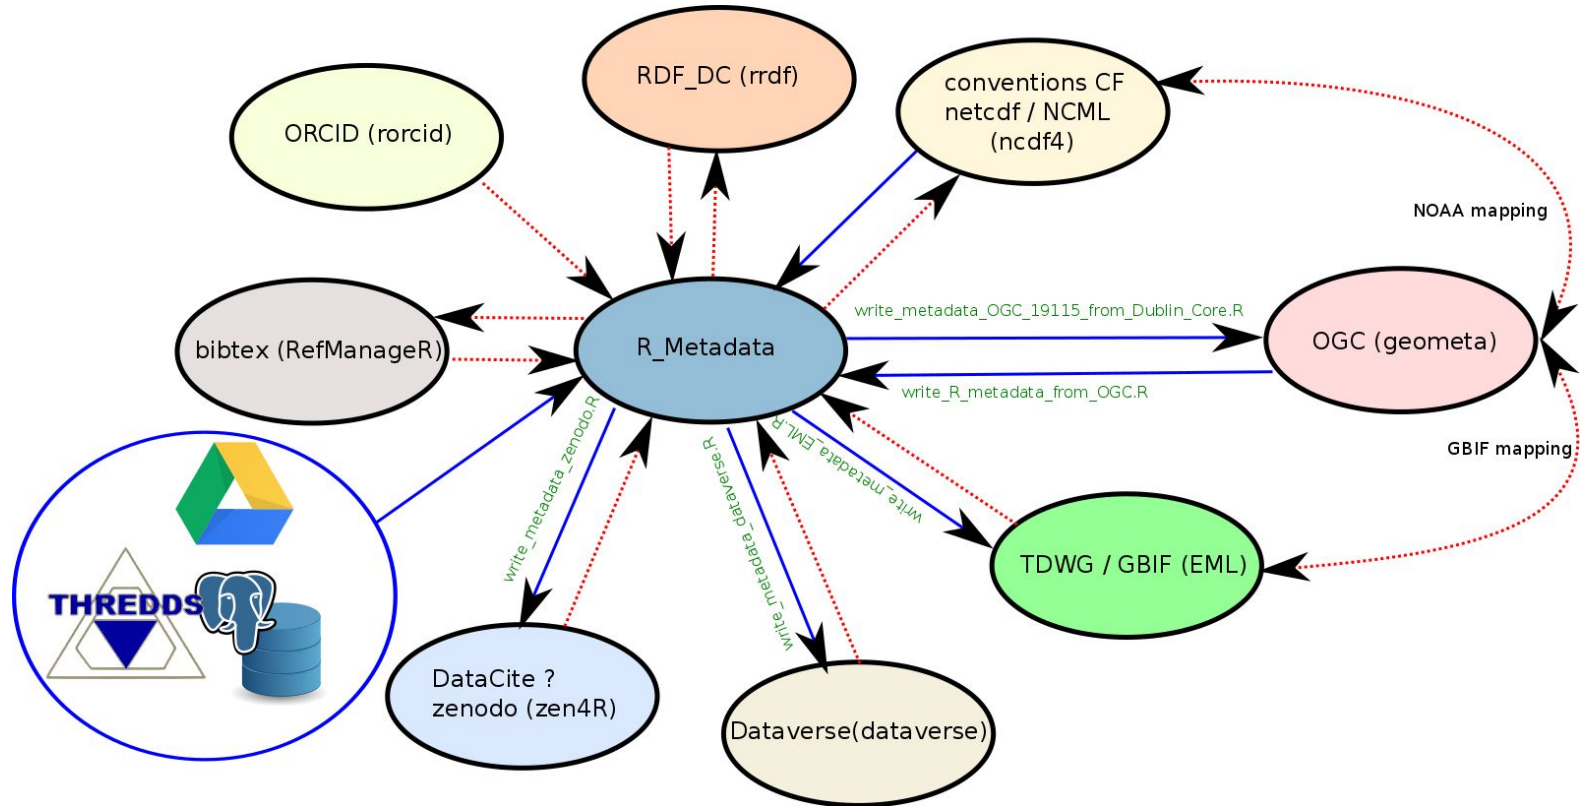 RDF_DC (rrdf)
conventions CF
netcdf / NCML
(ncdf4)
ORCID (rorcid)
NOAA mapping
write_metadata_OGC_19115_from_Dublin_Core.R
bibtex (RefManageR)
R_Metadata
OGC (geometa)
write_R_metadata_from_OGC.R
GBIF mapping
write_metadata_zenodo.R
write_metadata_dataverse.R
write_metadata_EML.R
TDWG / GBIF (EML)
THREDDS
DataCite ?
zenodo (zen4R)
Dataverse(dataverse)